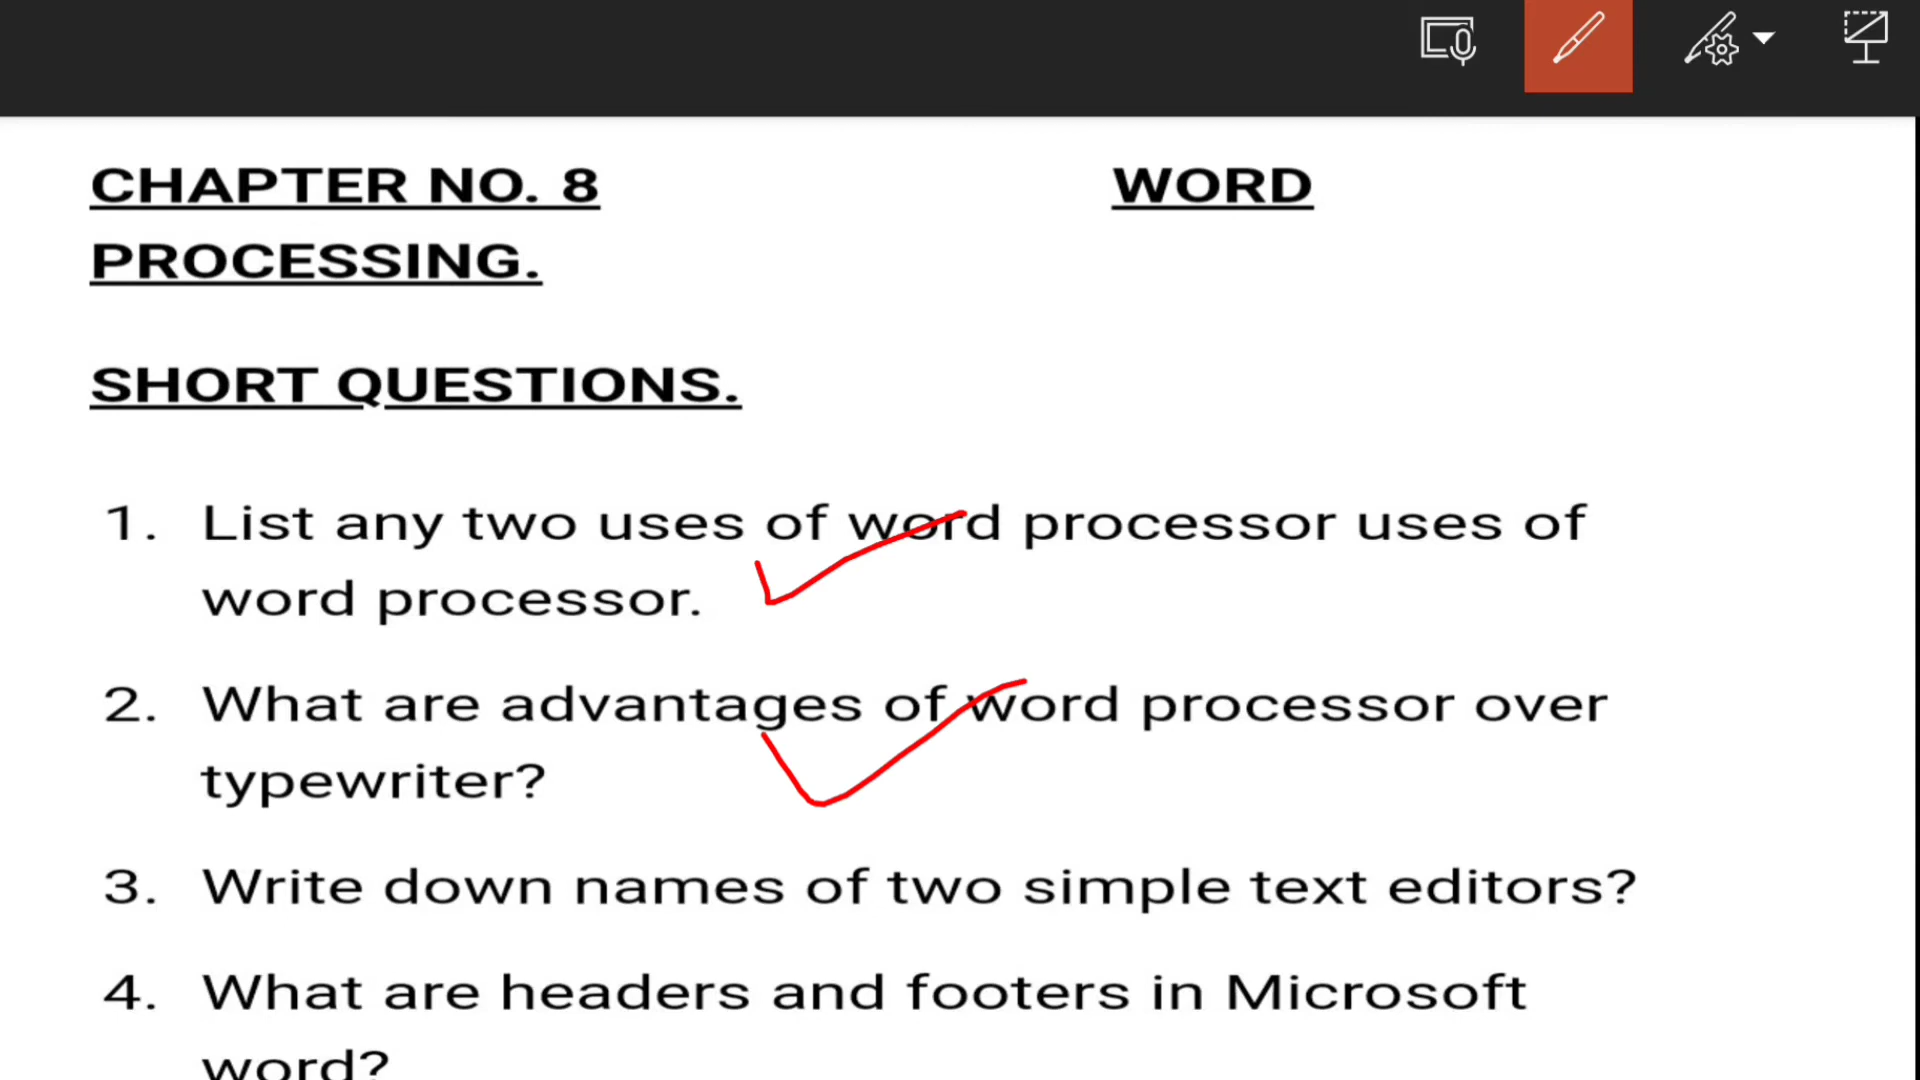 CHAPTER NO. 8 WORD
PROCESSING.
SHORT QUESTIONS.
1. List any two uses of word processor uses of
word processor.
2. What are advantages of word processor over
typewriter?
3. Write down names of two simple text editors?
4. What are headers and footers in Microsoft
word?